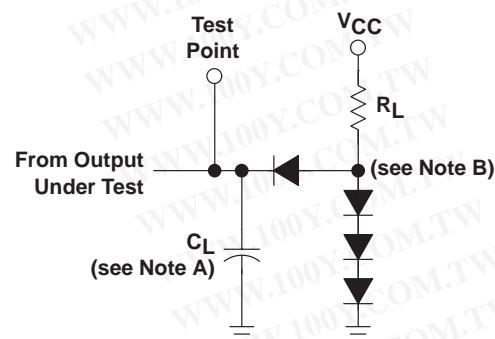 Test
Point
VCC
RL
From Output
Under Test
(see Note B)
CL
(see Note A)
WWW.100Y.COM.TW